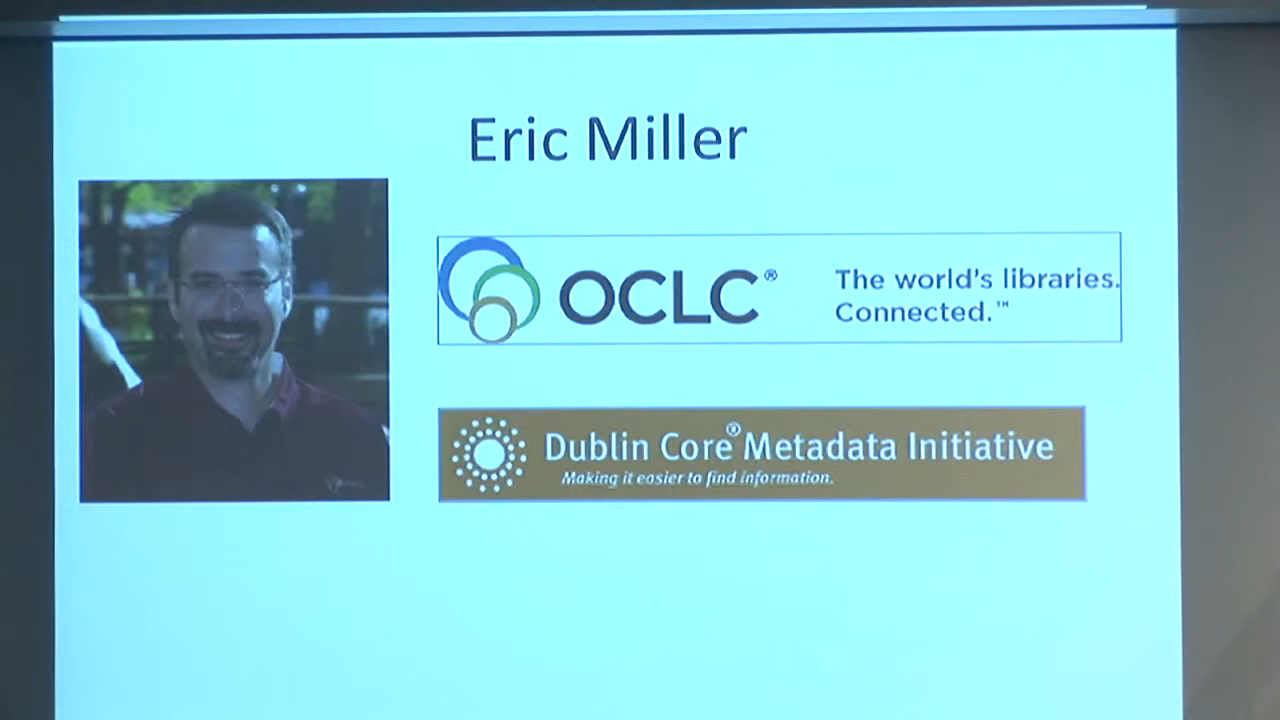 Eric Miller
OCLC®
The world's libraries.
Connected.™
Dublin Core® Metadata Initiative
Making it easier to find information.